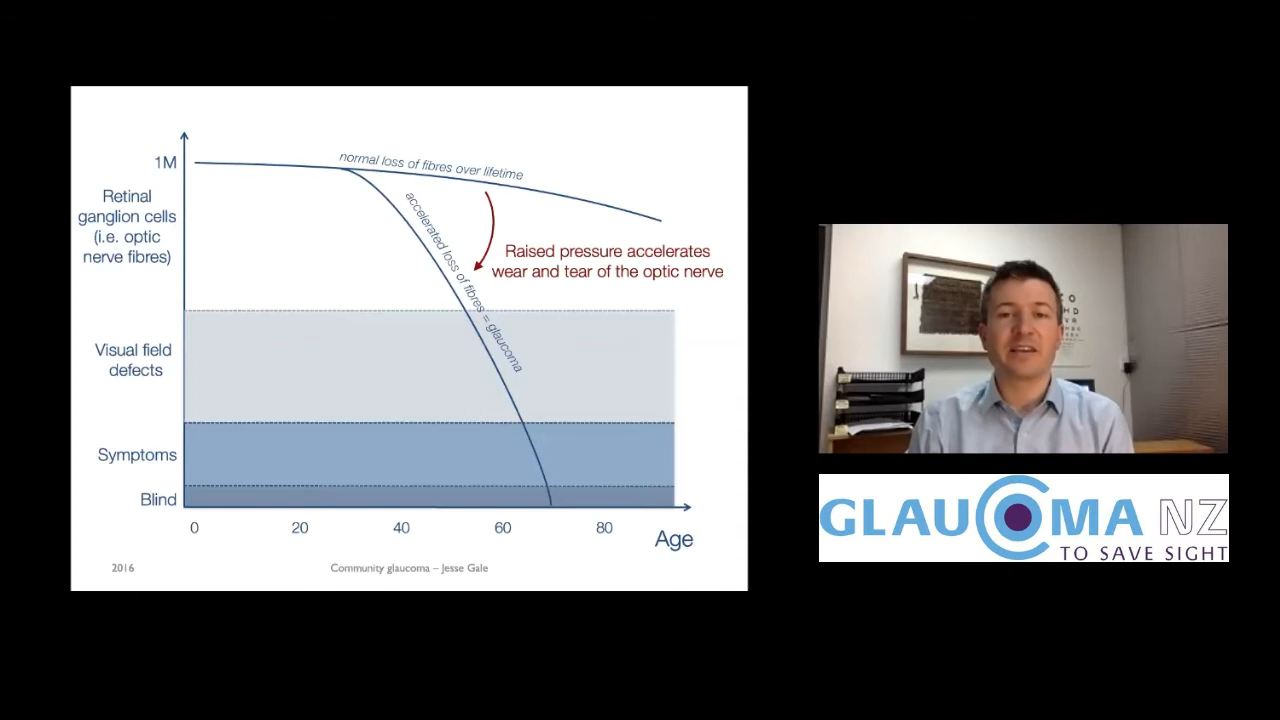 1M
Retinal
ganglion cells
(i.e. optic
nerve fibres)
Visual field
defects
Symptoms
Blind
normal loss of fibres over lifetime
accelerated loss of fibres = glaucoma
Raised pressure accelerates
wear and tear of the optic nerve
0 20 40 60 80
Age
2016 Community glaucoma – Jesse Gale
GLAUCOMA NZ
TO SAVE SIGHT